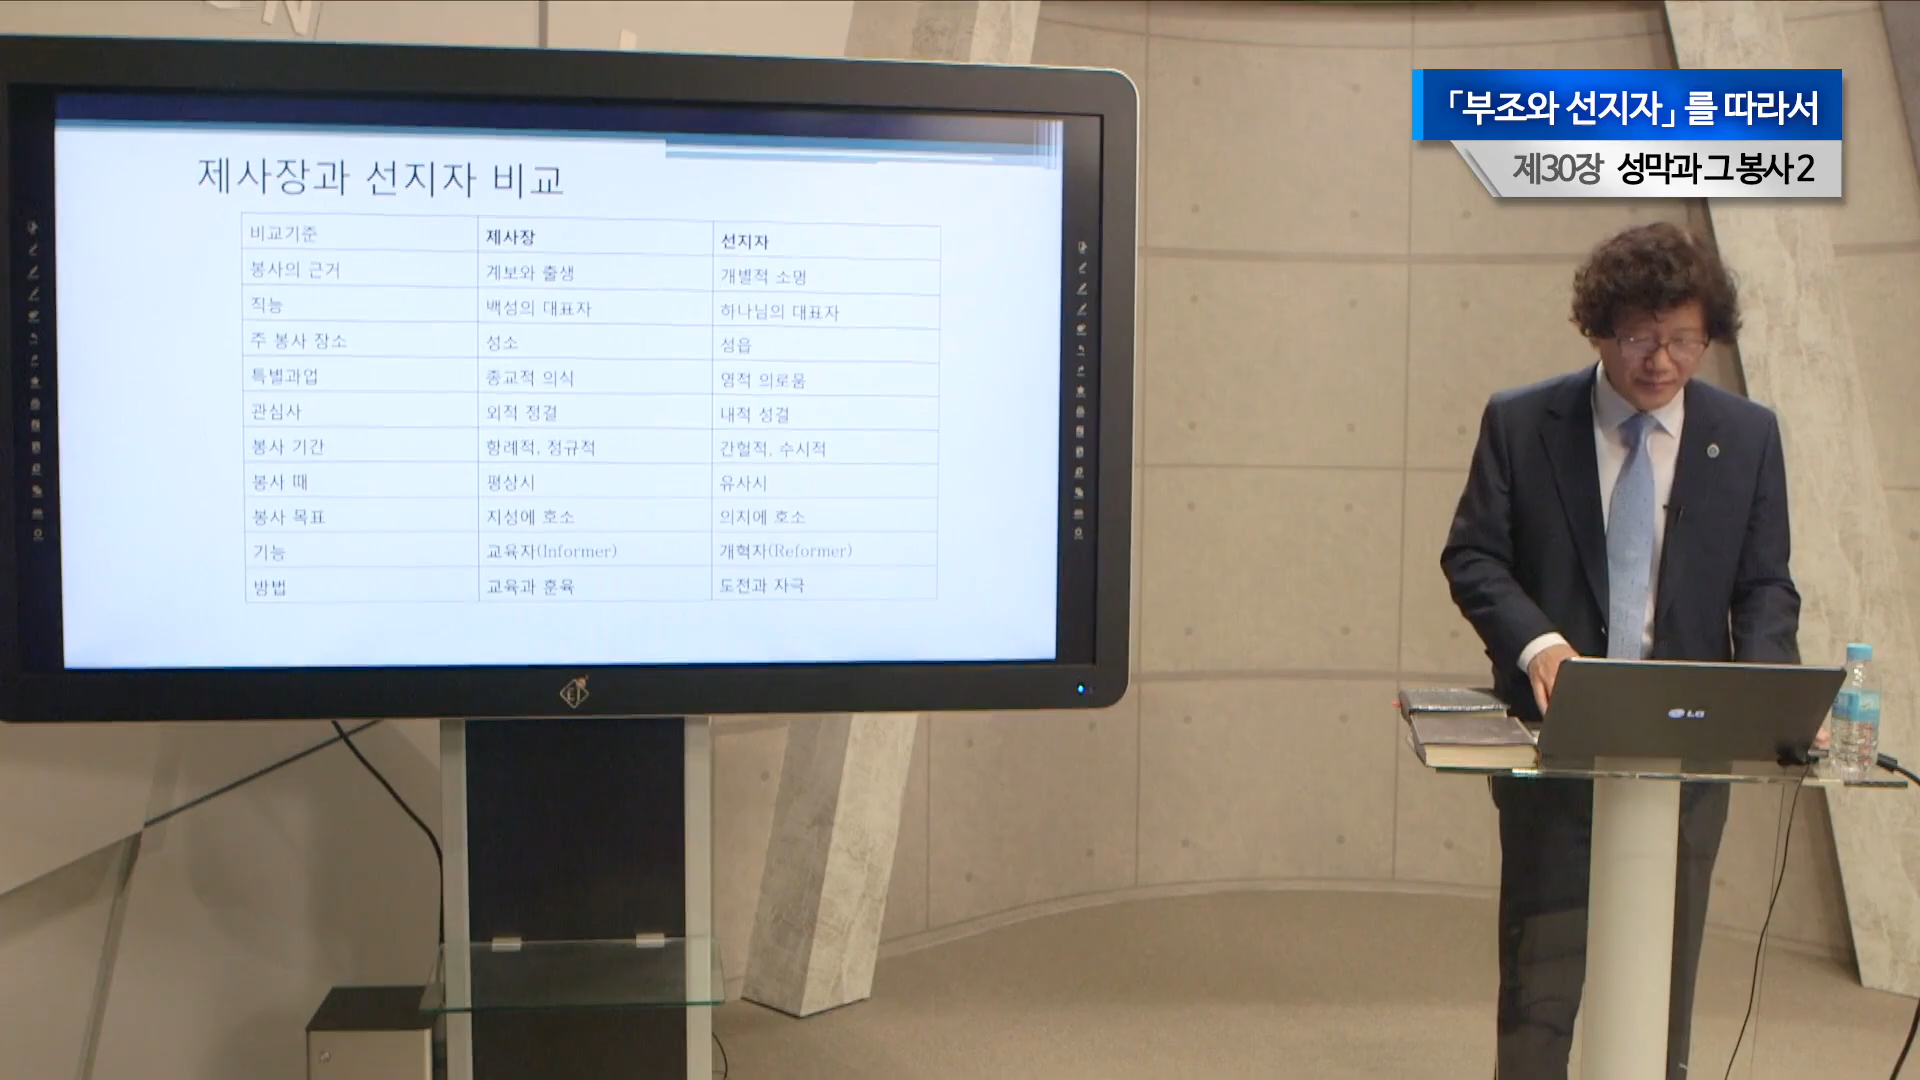 「부조와 선지자」를 따라서
제30장 성막과 그 봉사 2
제사장과 선지자 비교
비교기준 제사장 선지자
봉사의 근거 계보와 출생 개별적 소명
직능 백성의 대표자 하나님의 대표자
주 봉사 장소 성소 성읍
특별과업 종교적 의식 영적 의로움
관심사 외적 정결 내적 성결
봉사 기간 항례적, 정규적 간헐적, 수시적
봉사 때 평상시 유사시
봉사 목표 지성에 호소 의지에 호소
기능 교육자(Informer) 개혁자(Reformer)
방법 교육과 훈육 도전과 자극
LG